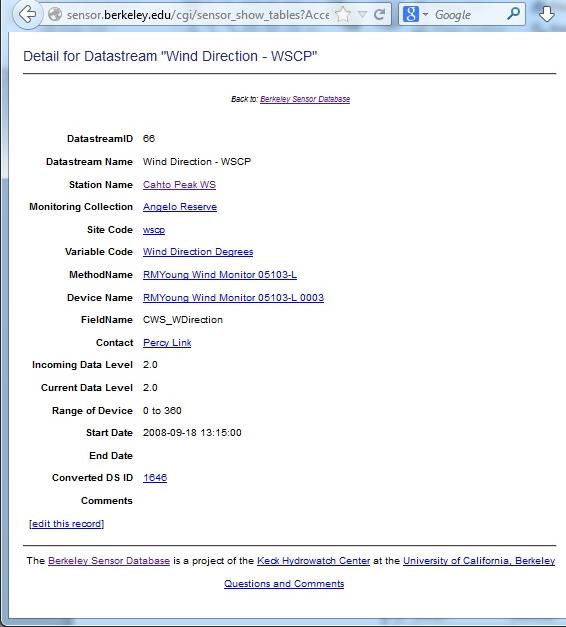 sensor.berkeley.edu/cgi/sensor_show_tables?Acce
Google
Detail for Datastream "Wind Direction - WSCP"
Back to: Berkeley Sensor Database
DatastreamID 66
Datastream Name Wind Direction - WSCP
Station Name Cahto Peak WS
Monitoring Collection Angelo Reserve
Site Code wscp
Variable Code Wind Direction Degrees
MethodName RMYoung Wind Monitor 05103-L
Device Name RMYoung Wind Monitor 05103-L 0003
FieldName CWS_WDirection
Contact Percy Link
Incoming Data Level 2.0
Current Data Level 2.0
Range of Device 0 to 360
Start Date 2008-09-18 13:15:00
End Date
Converted DS ID 1646
Comments
[edit this record]
The Berkeley Sensor Database is a project of the Keck Hydrowatch Center at the University of California, Berkeley
Questions and Comments